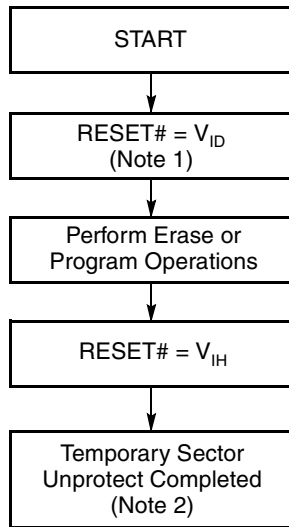 START
RESET# = VID
(Note 1)
Perform Erase or
Program Operations
RESET# = VIH
Temporary Sector
Unprotect Completed
(Note 2)